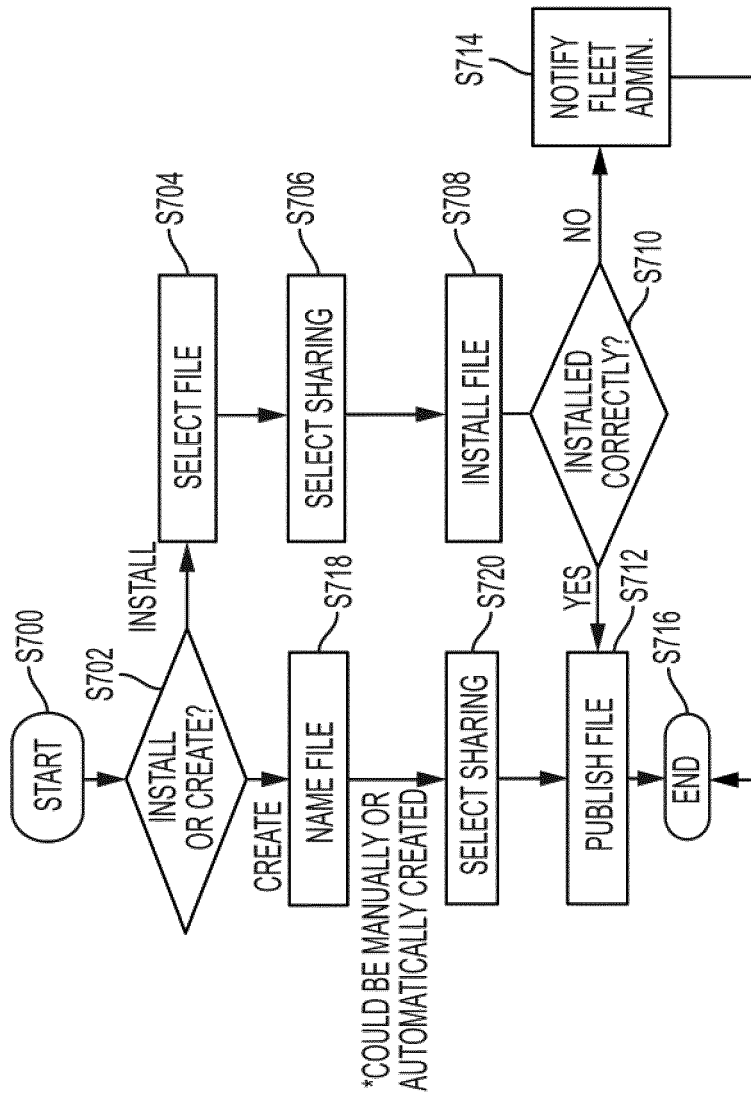 S700
START
S702
INSTALL
OR CREATE?
INSTALL
CREATE
S704
SELECT FILE
S706
SELECT SHARING
S708
INSTALL FILE
S710
INSTALLED
CORRECTLY?
NO
S714
NOTIFY
FLEET
ADMIN.
YES
S718
NAME FILE
*COULD BE MANUALLY OR
AUTOMATICALLY CREATED
S720
SELECT SHARING
S712
PUBLISH FILE
S716
END